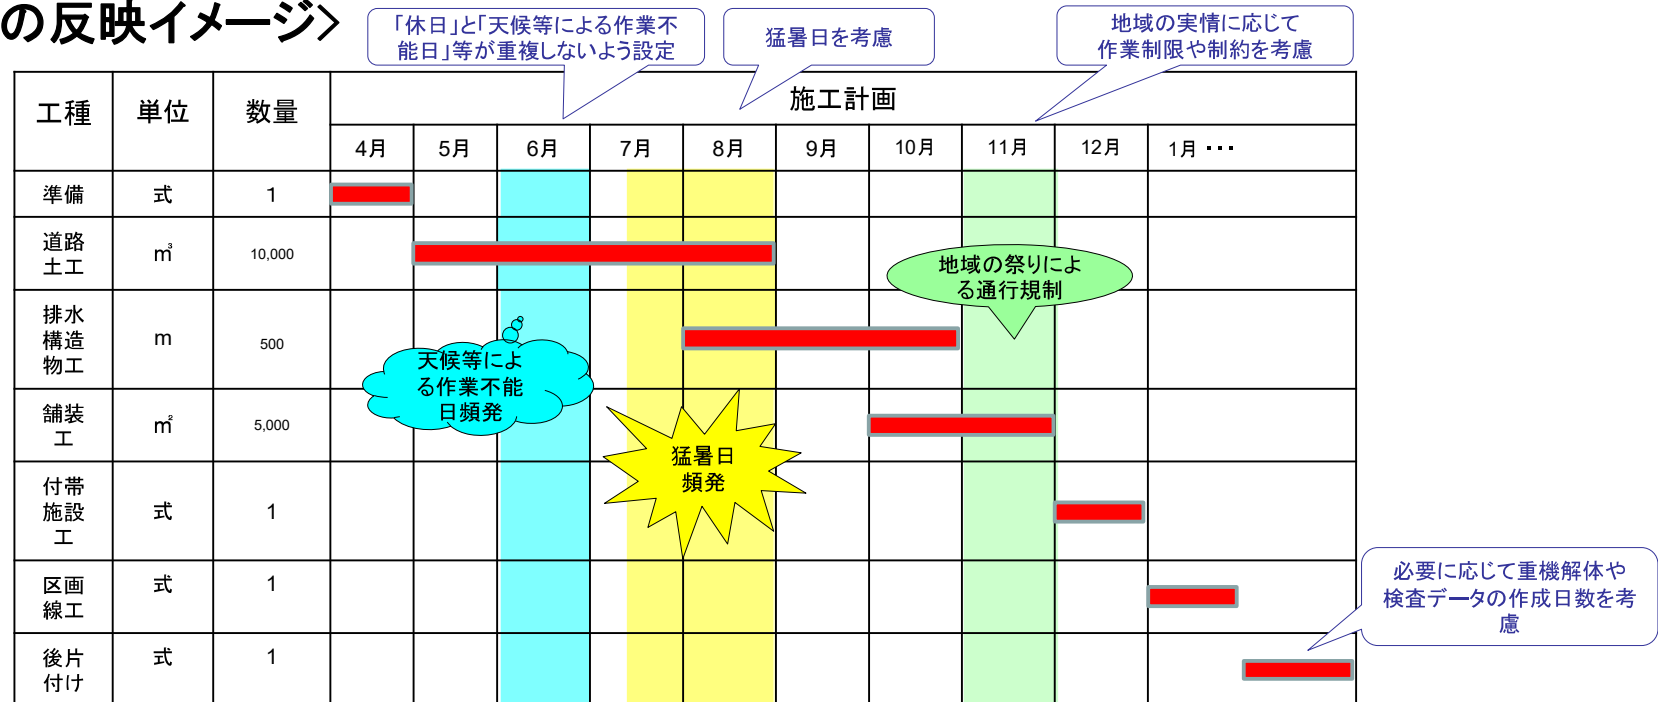 の反映イメージ>
「休日」と「天候等による作業不
能日」等が重複しないよう設定
猛暑日を考慮
地域の実情に応じて
作業制限や制約を考慮
工種 単位 数量 施工計画
4月 5月 6月 7月 8月 9月 10月 11月 12月 1月 ・・・
準備 式 1
道路
土工
㎥ 10,000
地域の祭りによ
る通行規制
排水
構造
物工
m 500
天候等によ
る作業不能
日頻発
舗装
工
㎡ 5,000
猛暑日
頻発
付帯
施設
工
式 1
区画
線工
式 1
必要に応じて重機解体や
検査データの作成日数を考
慮
後片
付け
式 1